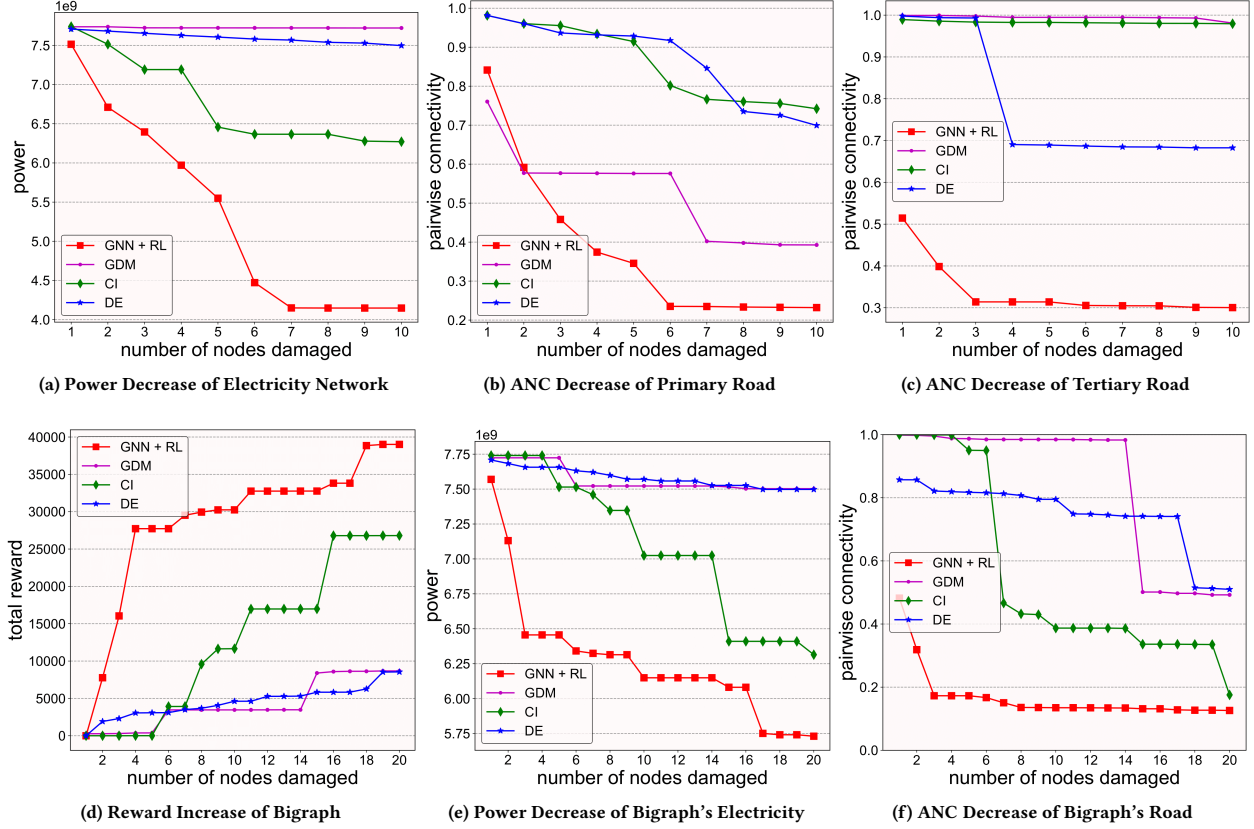 1e9
7.5
7.0
6.5
6.0
5.5
5.0
4.5
4.0
power
GNN + RL
GDM
CI
DE
1 2 3 4 5 6 7 8 9 10
number of nodes damaged
(a) Power Decrease of Electricity Network
1.0
0.9
0.8
0.7
0.6
0.5
0.4
0.3
0.2
pairwise connectivity
GNN + RL
GDM
CI
DE
1 2 3 4 5 6 7 8 9 10
number of nodes damaged
(b) ANC Decrease of Primary Road
1.0
0.9
0.8
0.7
0.6
0.5
0.4
0.3
pairwise connectivity
GNN + RL
GDM
CI
DE
1 2 3 4 5 6 7 8 9 10
number of nodes damaged
(c) ANC Decrease of Tertiary Road
40000
35000
30000
25000
20000
15000
10000
5000
0
total reward
GNN + RL
GDM
CI
DE
2 4 6 8 10 12 14 16 18 20
number of nodes damaged
(d) Reward Increase of Bigraph
1e9
7.75
7.50
7.25
7.00
6.75
6.50
6.25
6.00
5.75
power
GNN + RL
GDM
CI
DE
2 4 6 8 10 12 14 16 18 20
number of nodes damaged
(e) Power Decrease of Bigraph's Electricity
1.0
0.8
0.6
0.4
0.2
0.0
pairwise connectivity
GNN + RL
GDM
CI
DE
2 4 6 8 10 12 14 16 18 20
number of nodes damaged
(f) ANC Decrease of Bigraph's Road